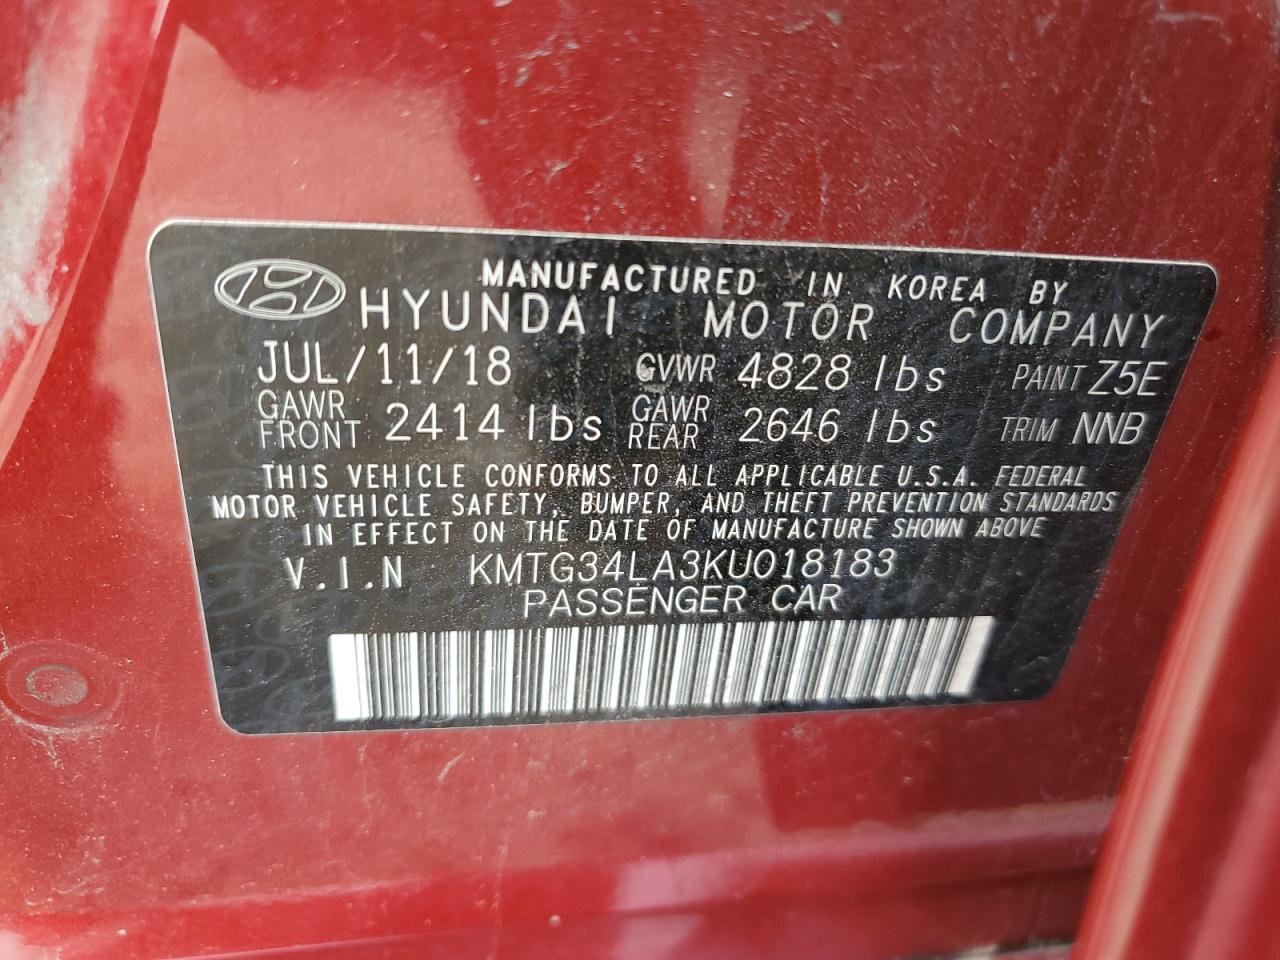 MANUFACTURED IN KOREA BY
HYUNDAI MOTOR COMPANY
JUL/11/18 GVWR 4828 lbs PAINT Z5E
GAWR FRONT 2414 lbs GAWR REAR 2646 lbs TRIM NNB
THIS VEHICLE CONFORMS TO ALL APPLICABLE U.S.A. FEDERAL
MOTOR VEHICLE SAFETY, BUMPER, AND THEFT PREVENTION STANDARDS
IN EFFECT ON THE DATE OF MANUFACTURE SHOWN ABOVE
V.I.N KMTG34LA3KU018183
PASSENGER CAR